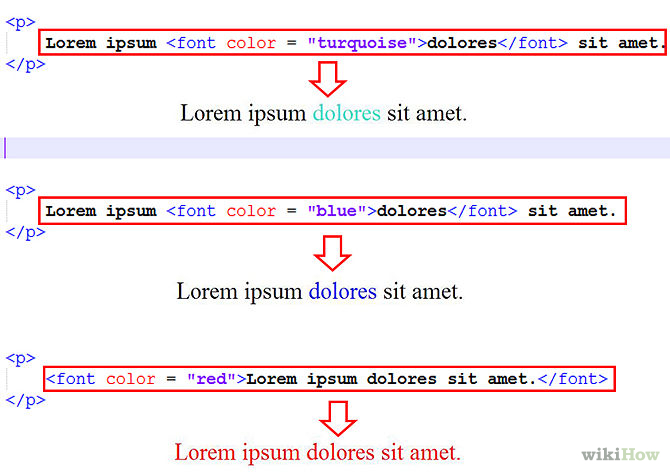 <p>
Lorem ipsum <font color = "turquoise">dolores</font> sit amet.
</p>
Lorem ipsum dolores sit amet.
<p>
Lorem ipsum <font color = "blue">dolores</font> sit amet.
</p>
Lorem ipsum dolores sit amet.
<p>
<font color = "red">Lorem ipsum dolores sit amet.</font>
</p>
Lorem ipsum dolores sit amet.
wikiHow